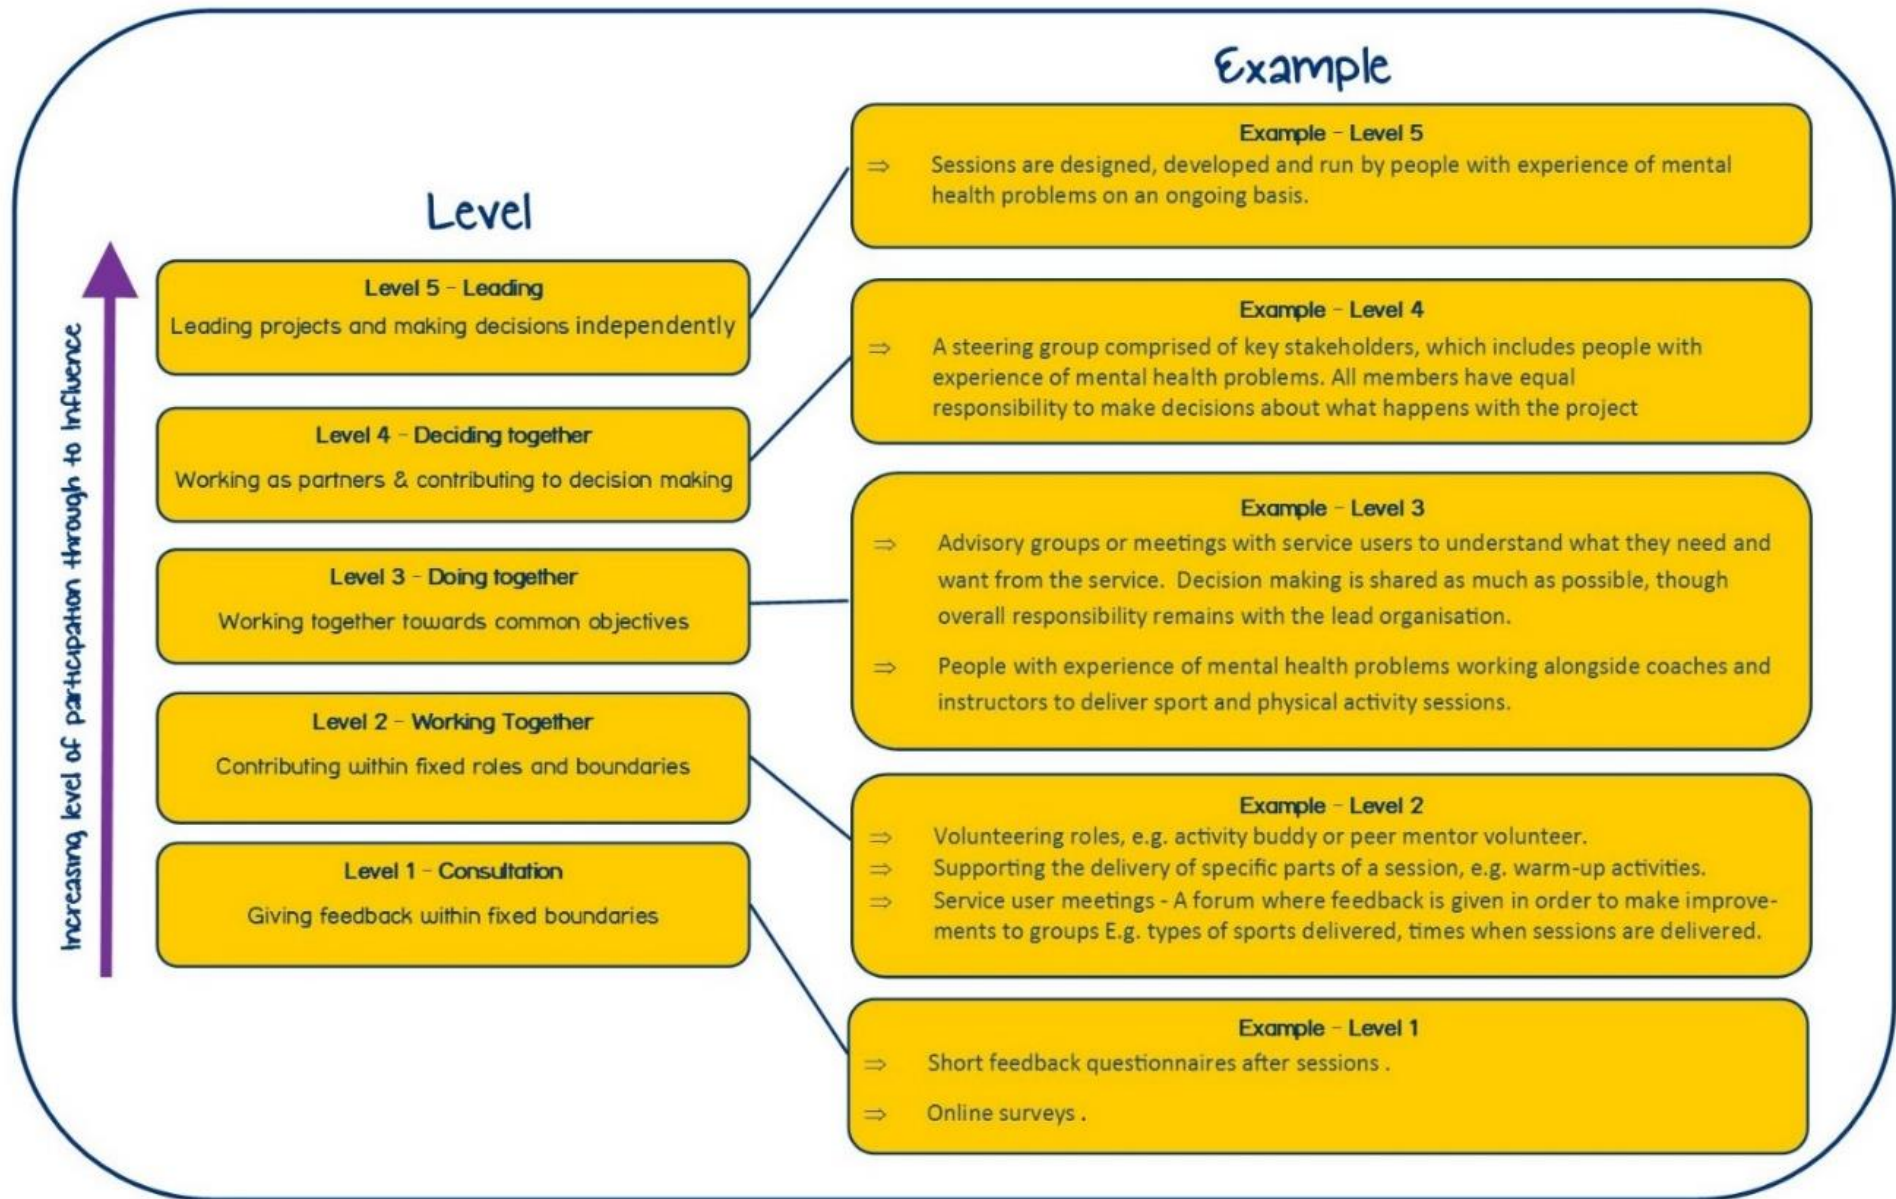 Example
Level
Increasing level of participation through to influence
Level 5 - Leading
Leading projects and making decisions independently
Level 4 - Deciding together
Working as partners & contributing to decision making
Level 3 - Doing together
Working together towards common objectives
Level 2 - Working Together
Contributing within fixed roles and boundaries
Level 1 - Consultation
Giving feedback within fixed boundaries
Example - Level 5
⇒ Sessions are designed, developed and run by people with experience of mental
health problems on an ongoing basis.
Example - Level 4
⇒ A steering group comprised of key stakeholders, which includes people with
experience of mental health problems. All members have equal
responsibility to make decisions about what happens with the project
Example - Level 3
⇒ Advisory groups or meetings with service users to understand what they need and
want from the service.  Decision making is shared as much as possible, though
overall responsibility remains with the lead organisation.
⇒ People with experience of mental health problems working alongside coaches and
instructors to deliver sport and physical activity sessions.
Example - Level 2
⇒ Volunteering roles, e.g. activity buddy or peer mentor volunteer.
⇒ Supporting the delivery of specific parts of a session, e.g. warm-up activities.
⇒ Service user meetings - A forum where feedback is given in order to make improve-
ments to groups E.g. types of sports delivered, times when sessions are delivered.
Example - Level 1
⇒ Short feedback questionnaires after sessions .
⇒ Online surveys .